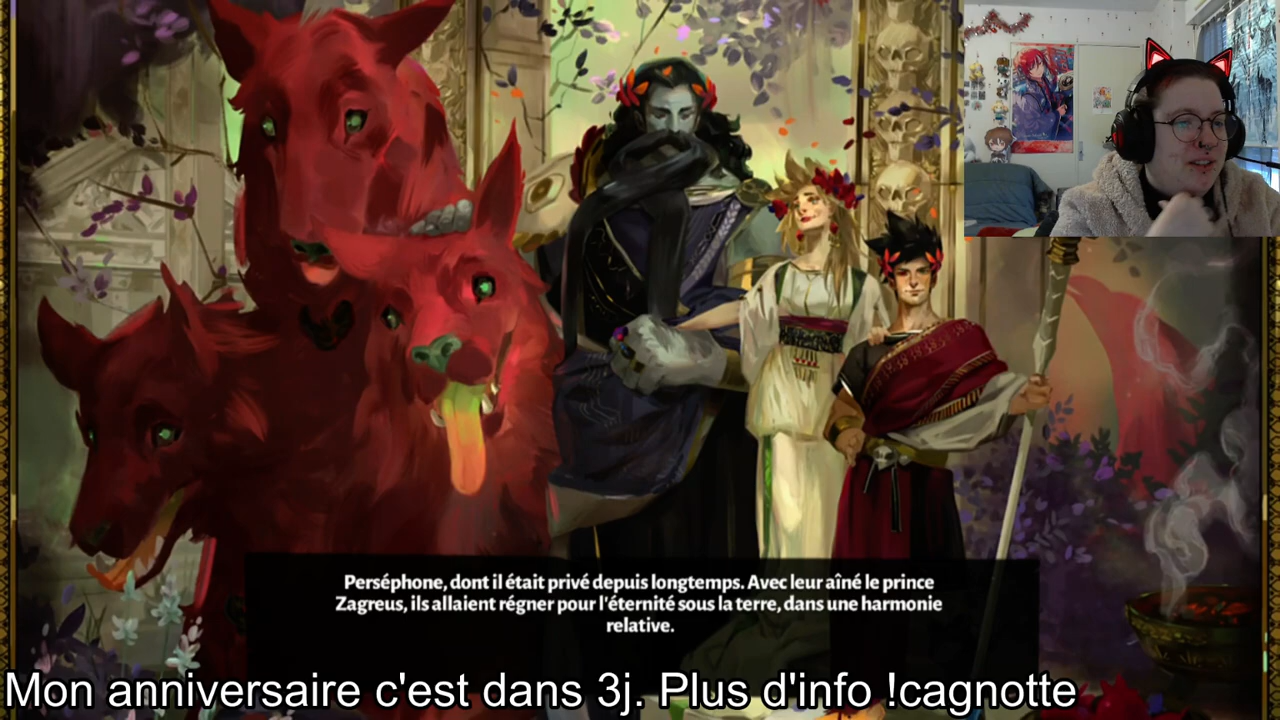 Perséphone, dont il était privé depuis longtemps. Avec leur aîné le prince
Zagreus, ils allaient régner pour l'éternité sous la terre, dans une harmonie
relative.
Mon anniversaire c'est dans 3j. Plus d'info !cagnotte